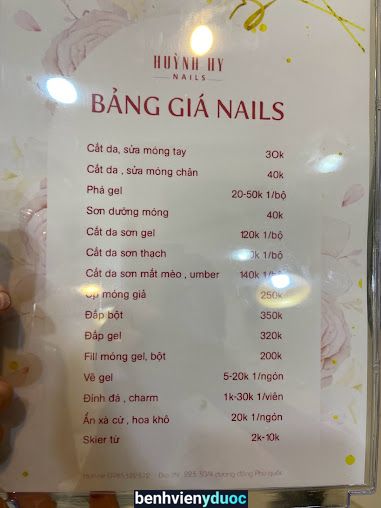 HUỲNH HY
NAILS
BẢNG GIÁ NAILS
Cắt da, sửa móng tay 30k
Cắt da , sửa móng chân 40k
Phá gel 20-50k 1/bộ
Sơn dưỡng móng 40k
Cắt da sơn gel 120k 1/bộ
Cắt da sơn thạch 1/bộ
Cắt da sơn mắt mèo , umber 140k 1/bộ
Úp móng giả 250k
Đắp bột 350k
Đắp gel 320k
Fill móng gel, bột 200k
Vẽ gel 5-20k 1/ngón
Đính đá , charm 1k-30k 1/viên
Ẩn xà cừ , hoa khô 20k 1/ngón
Skier từ 2k-10k
benhvienyduoc